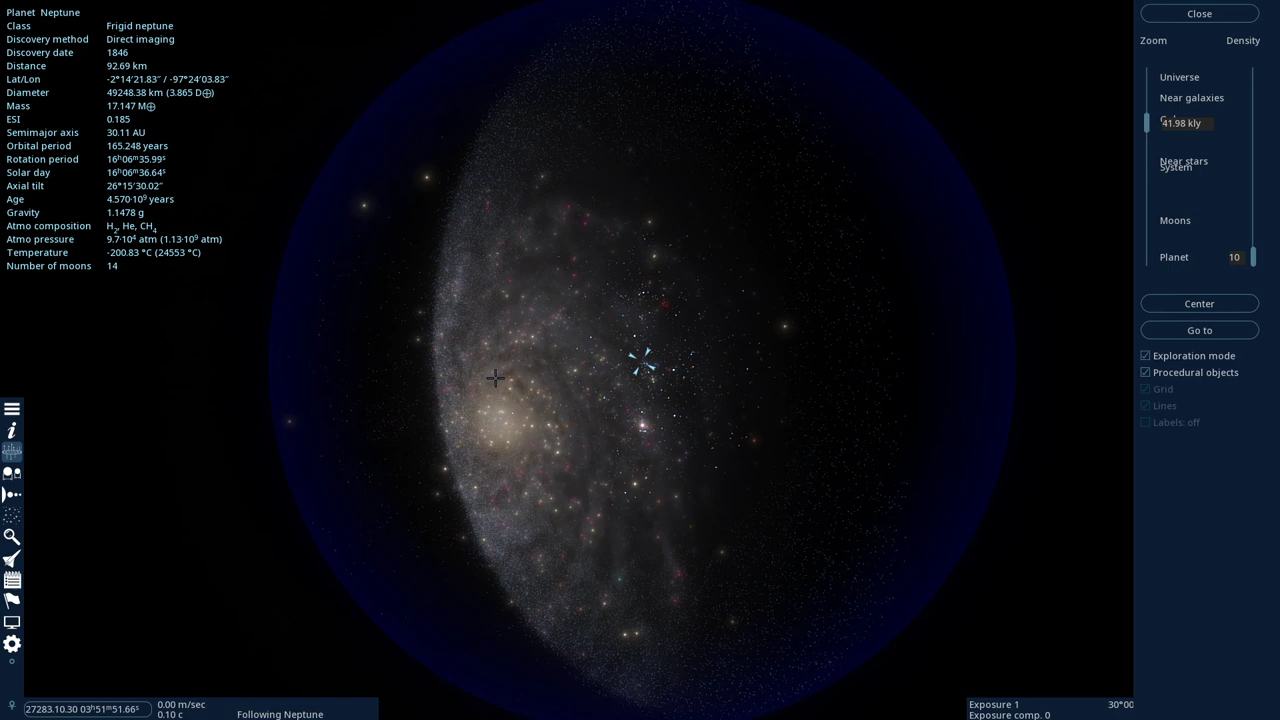 Planet Neptune
Class Frigid neptune
Discovery method Direct imaging
Discovery date 1846
Distance 92.69 km
Lat/Lon -2°14′21.83″ / -97°24′03.83″
Diameter 49248.38 km (3.865 D⊕)
Mass 17.147 M⊕
ESI 0.185
Semimajor axis 30.11 AU
Orbital period 165.248 years
Rotation period 16ʰ06ᵐ35.99ˢ
Solar day 16ʰ06ᵐ36.64ˢ
Axial tilt 26°15′30.02″
Age 4.570·10⁹ years
Gravity 1.1478 g
Atmo composition H₂, He, CH₄
Atmo pressure 9.7·10⁴ atm (1.13·10⁹ atm)
Temperature -200.83 °C (24553 °C)
Number of moons 14
Close
Zoom Density
Universe
Near galaxies
41.98 kly
Near stars
System
Moons
Planet 10
Center
Go to
Exploration mode
Procedural objects
Grid
Lines
Labels: off
27283.10.30 03ʰ51ᵐ51.66ˢ
0.00 m/sec
0.10 c
Following Neptune
Exposure 1 30°00
Exposure comp. 0